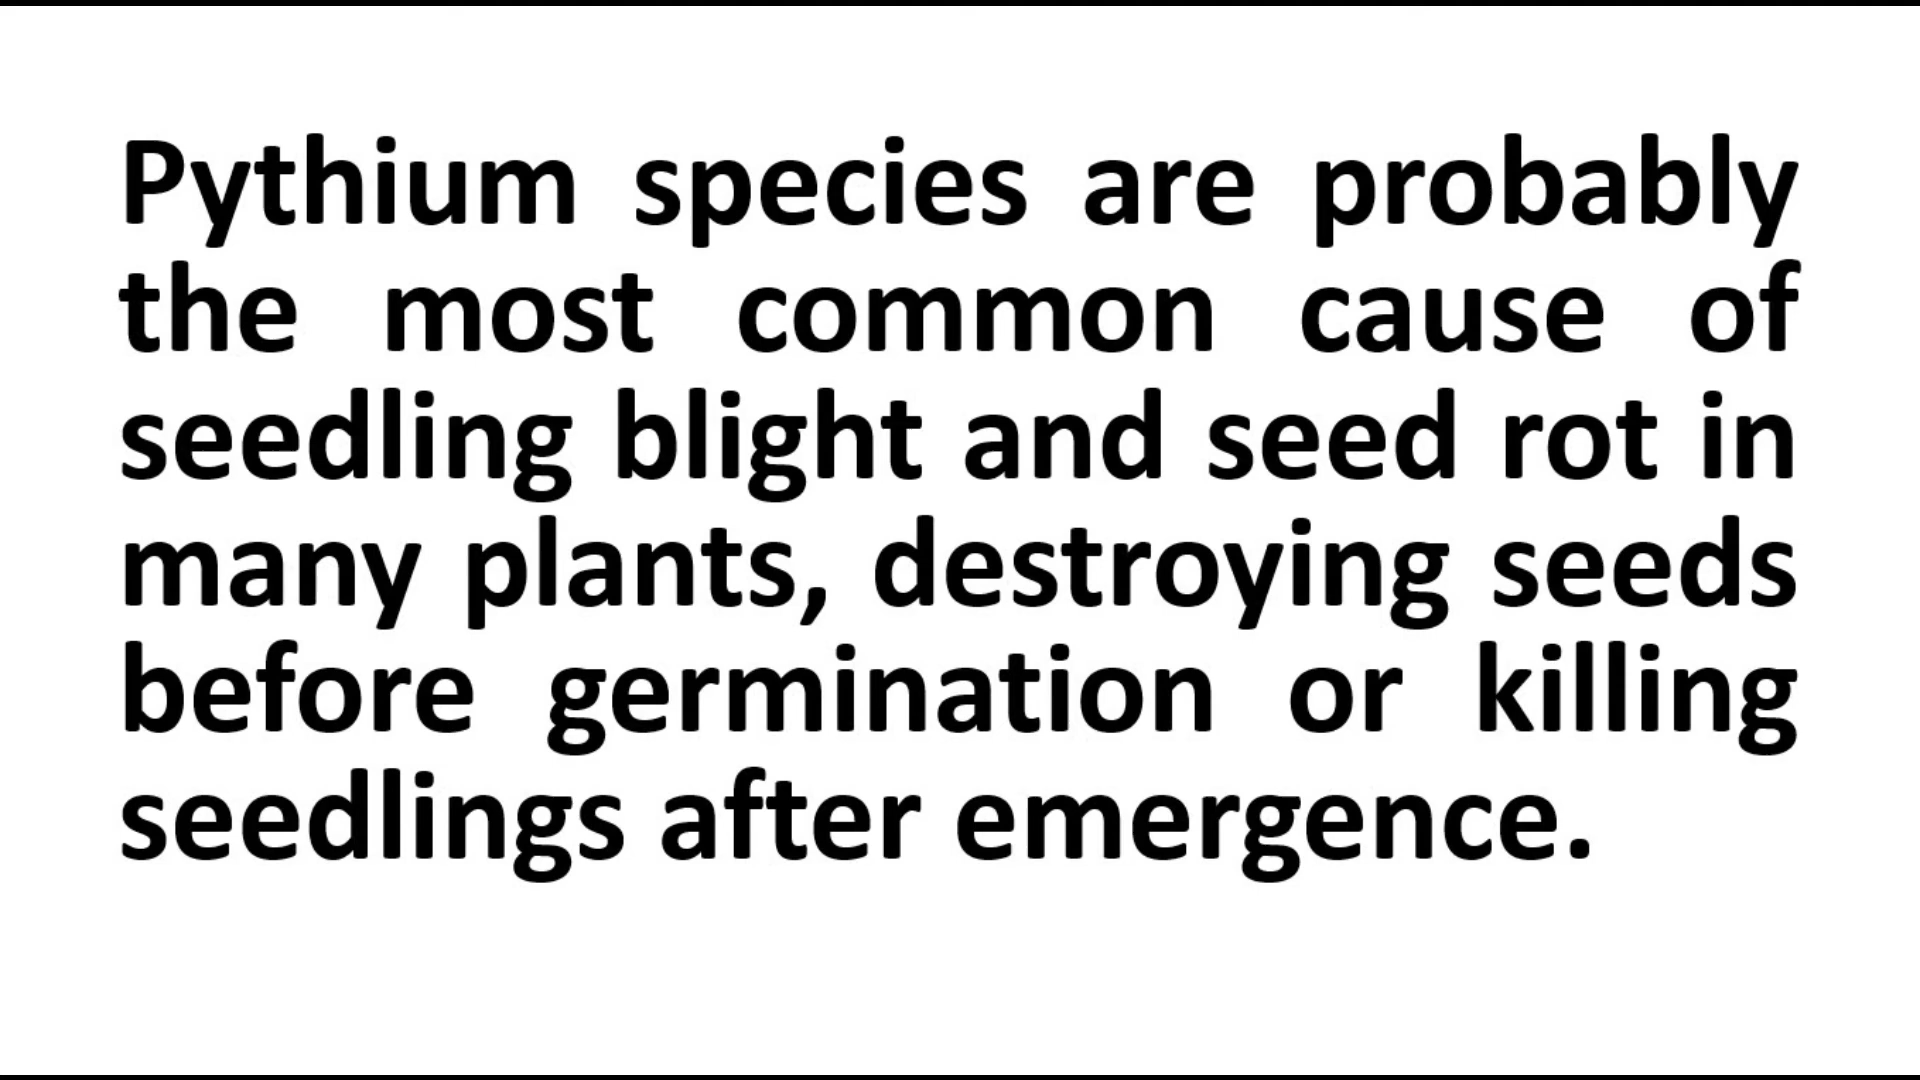 Pythium species are probably
the most common cause of
seedling blight and seed rot in
many plants, destroying seeds
before germination or killing
seedlings after emergence.